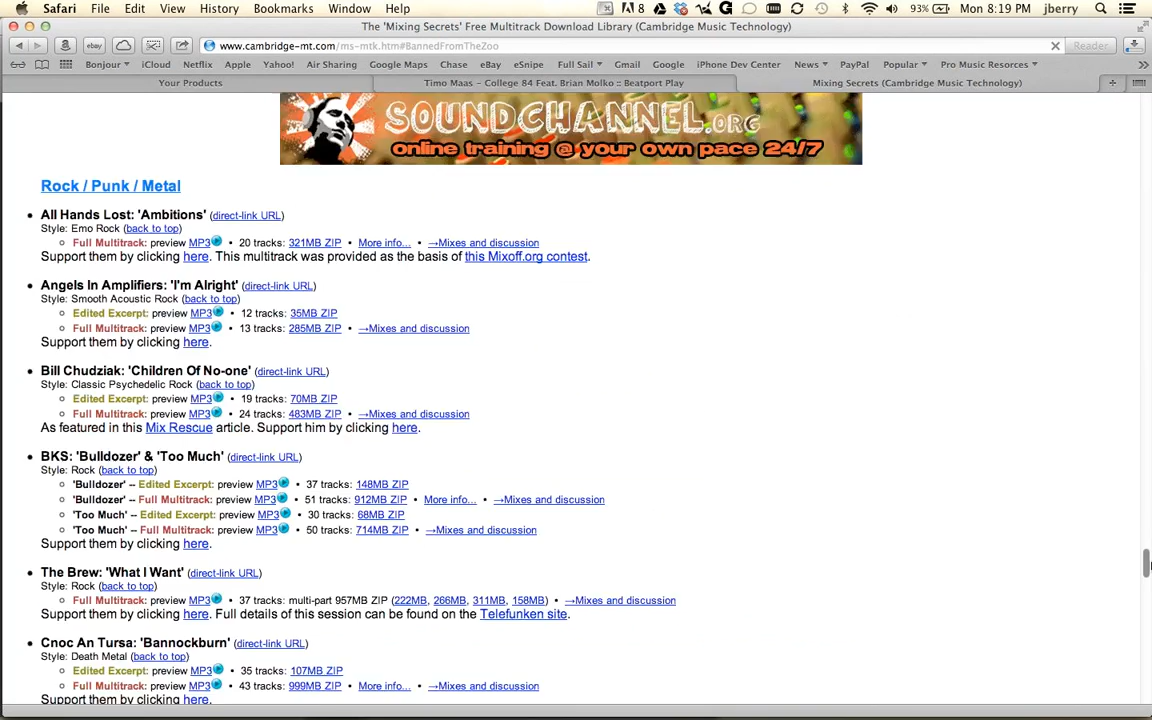 Safari File Edit View History Bookmarks Window Help 8 93% Mon 8:19 PM jberry
The 'Mixing Secrets' Free Multitrack Download Library (Cambridge Music Technology)
ebay www.cambridge-mt.com/ms-mtk.htm#BannedFromTheZoo Reader
Bonjour iCloud Netflix Apple Yahoo! Air Sharing Google Maps Chase eBay eSnipe Full Sail Gmail Google iPhone Dev Center News PayPal Popular Pro Music Resorces
Your Products Timo Maas – College 84 Feat. Brian Molko :: Beatport Play Mixing Secrets (Cambridge Music Technology)
SOUNDCHANNEL.ORG
online training @ your own pace 24/7
Rock / Punk / Metal
• All Hands Lost: 'Ambitions' (direct-link URL)
Style: Emo Rock (back to top)
Full Multitrack: preview MP3 • 20 tracks: 321MB ZIP • More info... • →Mixes and discussion
Support them by clicking here. This multitrack was provided as the basis of this Mixoff.org contest.
• Angels In Amplifiers: 'I'm Alright' (direct-link URL)
Style: Smooth Acoustic Rock (back to top)
Edited Excerpt: preview MP3 • 12 tracks: 35MB ZIP
Full Multitrack: preview MP3 • 13 tracks: 285MB ZIP • →Mixes and discussion
Support them by clicking here.
• Bill Chudziak: 'Children Of No-one' (direct-link URL)
Style: Classic Psychedelic Rock (back to top)
Edited Excerpt: preview MP3 • 19 tracks: 70MB ZIP
Full Multitrack: preview MP3 • 24 tracks: 483MB ZIP • →Mixes and discussion
As featured in this Mix Rescue article. Support him by clicking here.
• BKS: 'Bulldozer' & 'Too Much' (direct-link URL)
Style: Rock (back to top)
'Bulldozer' -- Edited Excerpt: preview MP3 • 37 tracks: 148MB ZIP
'Bulldozer' -- Full Multitrack: preview MP3 • 51 tracks: 912MB ZIP • More info... • →Mixes and discussion
'Too Much' -- Edited Excerpt: preview MP3 • 30 tracks: 68MB ZIP
'Too Much' -- Full Multitrack: preview MP3 • 50 tracks: 714MB ZIP • →Mixes and discussion
Support them by clicking here.
• The Brew: 'What I Want' (direct-link URL)
Style: Rock (back to top)
Full Multitrack: preview MP3 • 37 tracks: multi-part 957MB ZIP (222MB, 266MB, 311MB, 158MB) • →Mixes and discussion
Support them by clicking here. Full details of this session can be found on the Telefunken site.
• Cnoc An Tursa: 'Bannockburn' (direct-link URL)
Style: Death Metal (back to top)
Edited Excerpt: preview MP3 • 35 tracks: 107MB ZIP
Full Multitrack: preview MP3 • 43 tracks: 999MB ZIP • More info... • →Mixes and discussion
Support them by clicking here.